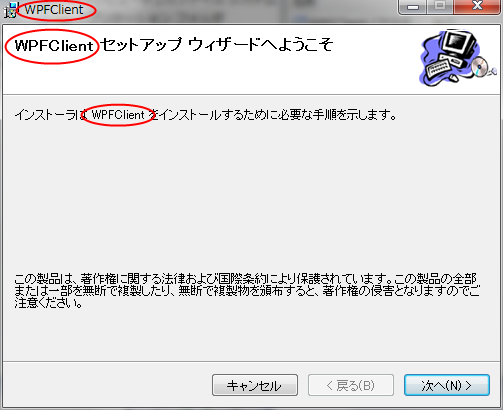 WPFClient
WPFClient セットアップ ウィザードへようこそ
インストーラは WPFClient をインストールするために必要な手順を示します。
この製品は、著作権に関する法律および国際条約により保護されています。この製品の全部
または一部を無断で複製したり、無断で複製物を頒布すると、著作権の侵害となりますのでご
注意ください。
キャンセル
< 戻る(B)
次へ(N) >